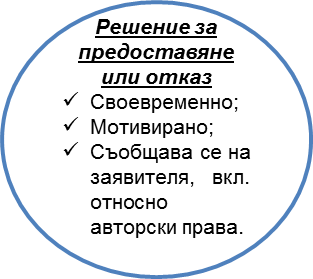 Решение за
предоставяне
или отказ
✓ Своевременно;
✓ Мотивирано;
✓ Съобщава се на
заявителя, вкл.
относно
авторски права.